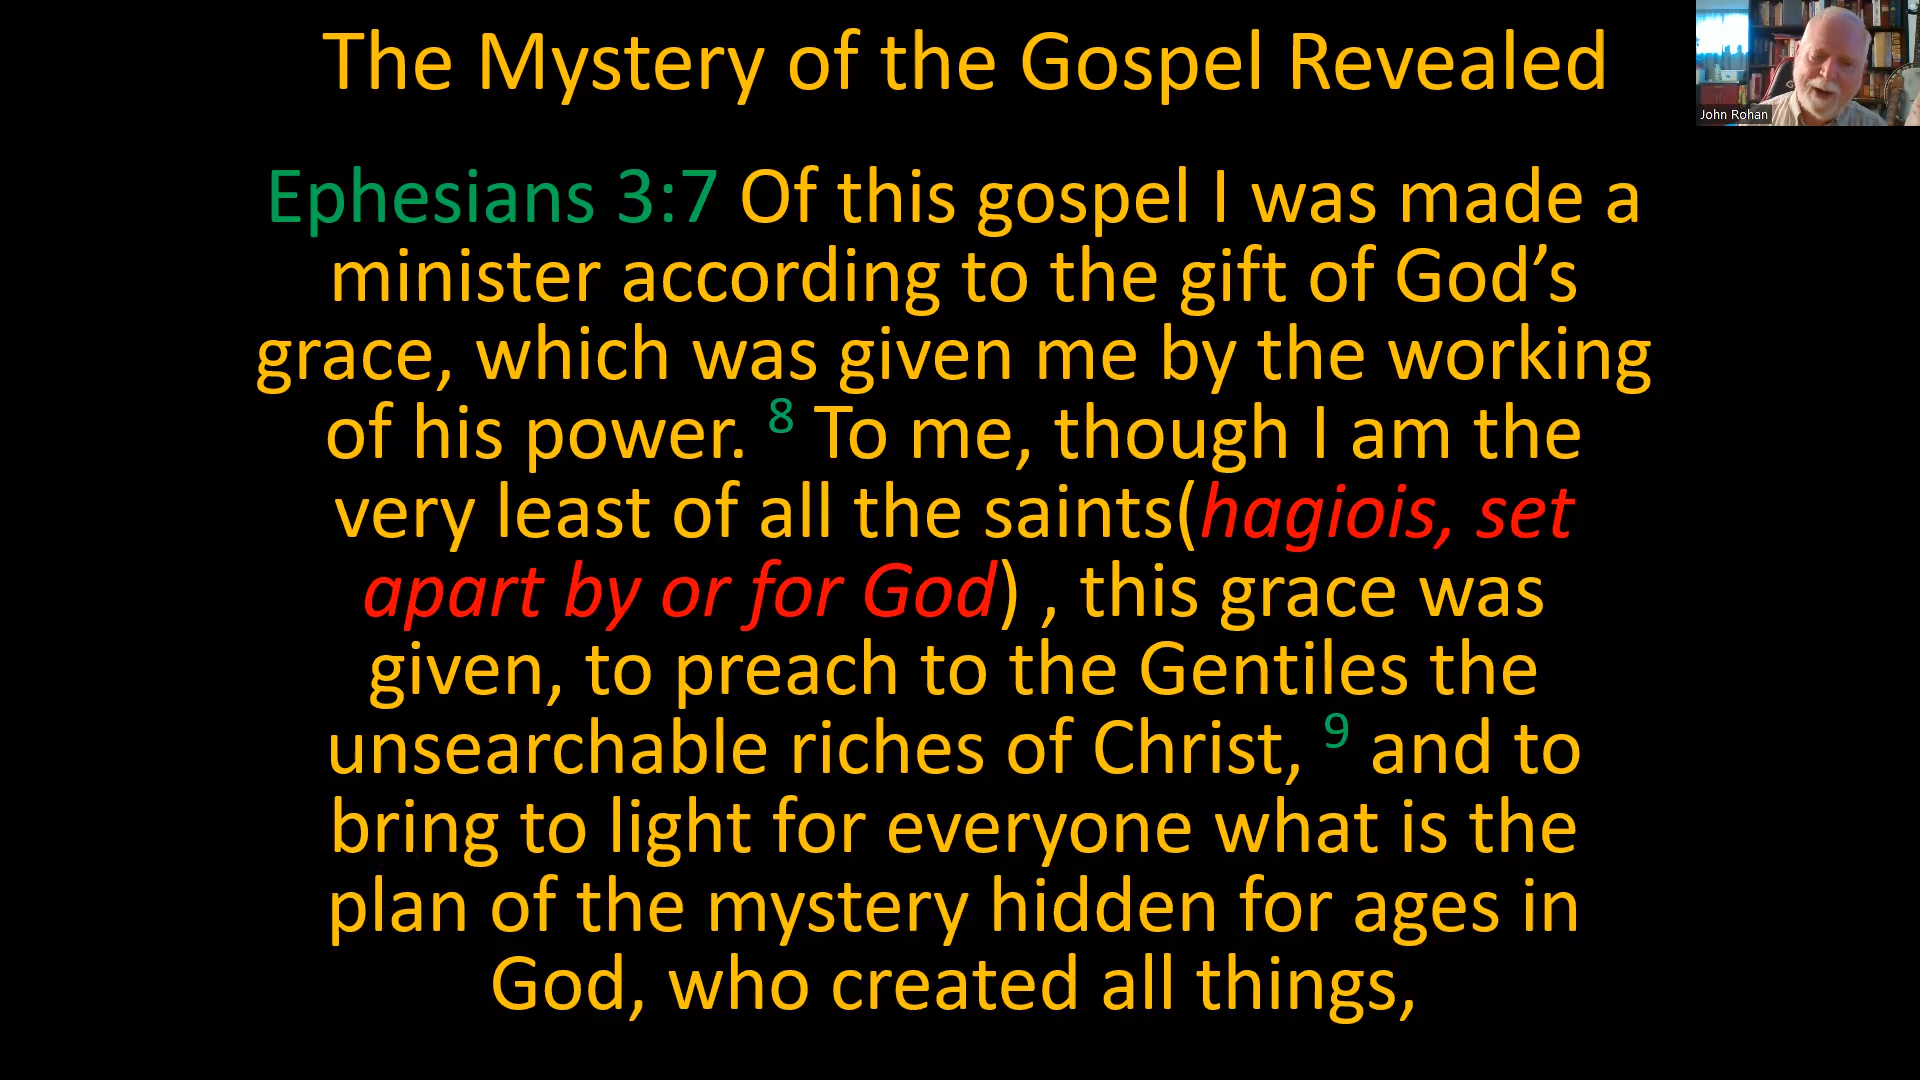 The Mystery of the Gospel Revealed
John Rohan
Ephesians 3:7 Of this gospel I was made a
minister according to the gift of God’s
grace, which was given me by the working
of his power. 8 To me, though I am the
very least of all the saints(hagiois, set
apart by or for God) , this grace was
given, to preach to the Gentiles the
unsearchable riches of Christ, 9 and to
bring to light for everyone what is the
plan of the mystery hidden for ages in
God, who created all things,